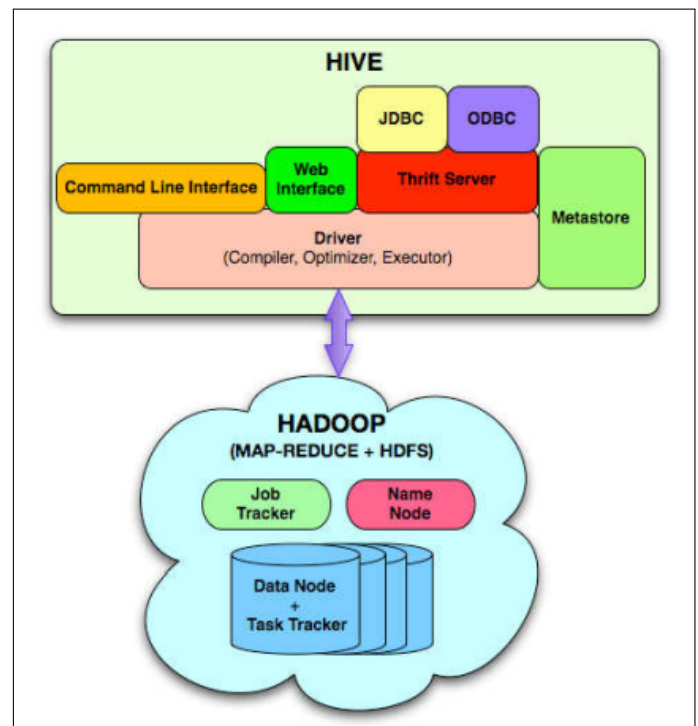 HIVE
JDBC
ODBC
Command Line Interface
Web
Interface
Thrift Server
Metastore
Driver
(Compiler, Optimizer, Executor)
HADOOP
(MAP-REDUCE + HDFS)
Job
Tracker
Name
Node
Data Node
+
Task Tracker